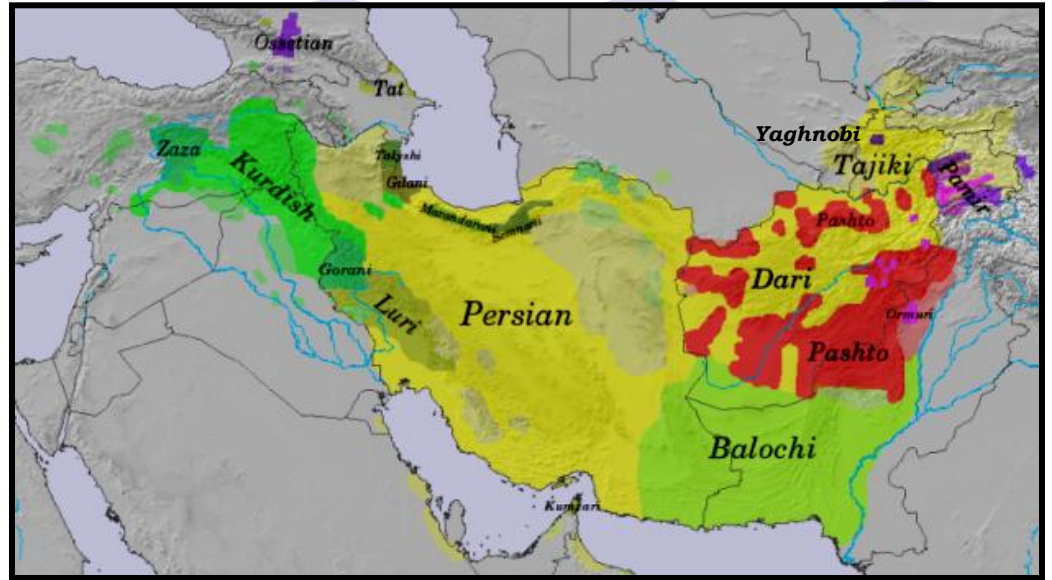 Ossetian
Tat
Yaghnobi
Zaza
Talyshi
Tajiki
Kurdish
Gilani
Pamir
Mazandarani
Semnani
Pashto
Gorani
Dari
Luri
Persian
Ormuri
Pashto
Balochi
Kumzari